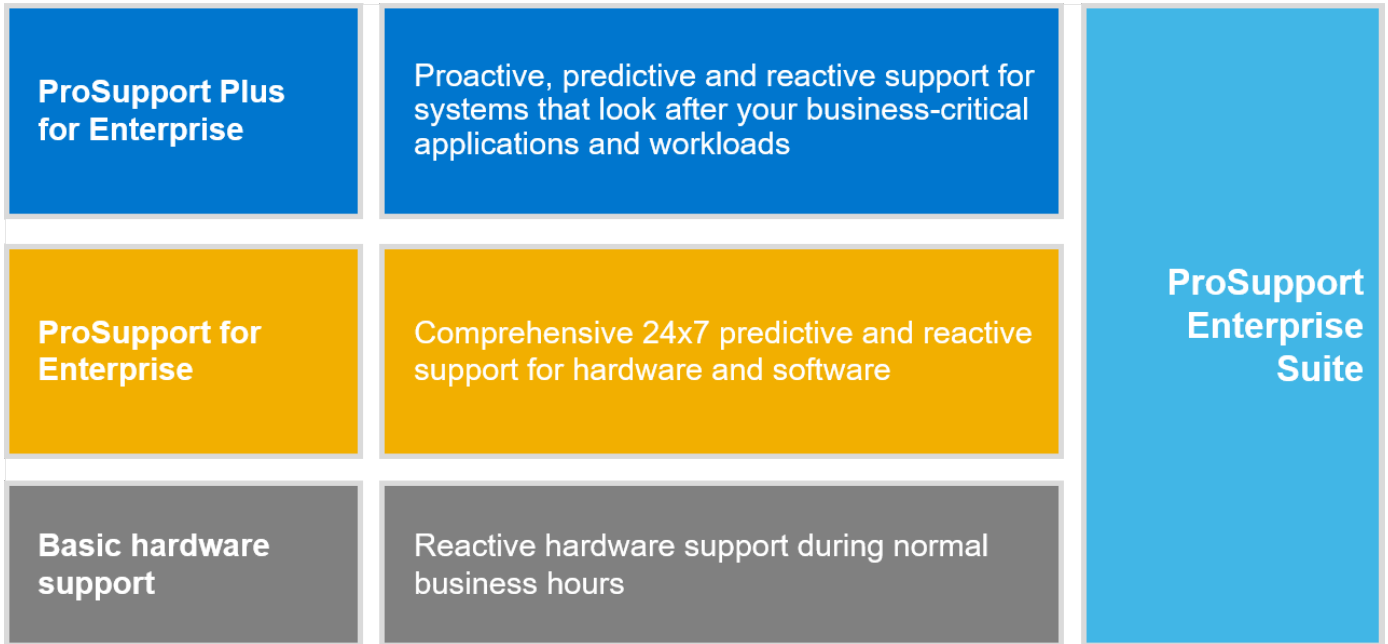 ProSupport Plus
for Enterprise
Proactive, predictive and reactive support for
systems that look after your business-critical
applications and workloads
ProSupport for
Enterprise
Comprehensive 24x7 predictive and reactive
support for hardware and software
Basic hardware
support
Reactive hardware support during normal
business hours
ProSupport
Enterprise
Suite